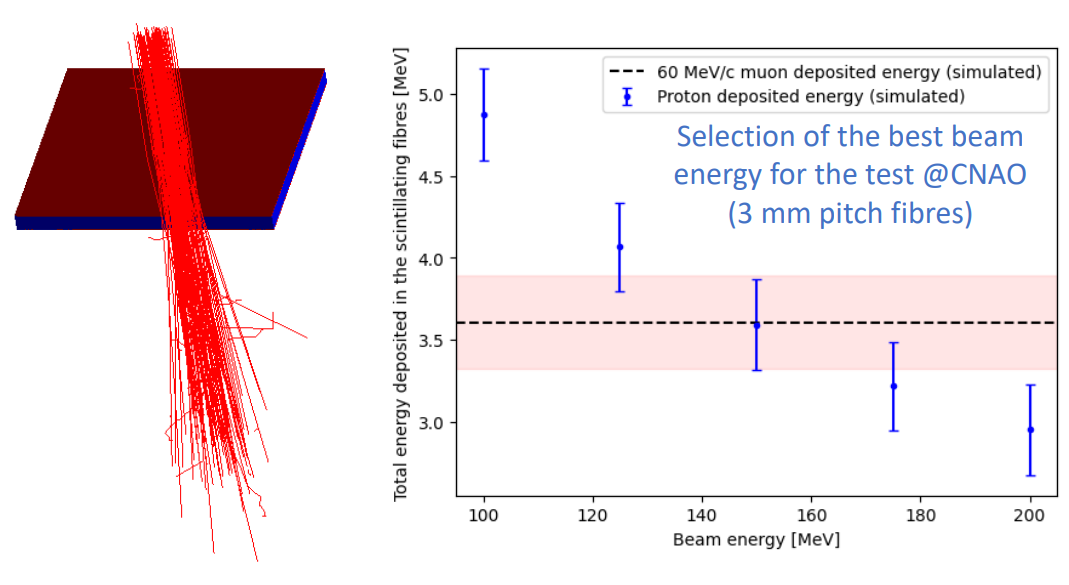 Total energy deposited in the scintillating fibres [MeV]
5.0
4.5
4.0
3.5
3.0
60 MeV/c muon deposited energy (simulated)
Proton deposited energy (simulated)
Selection of the best beam
energy for the test @CNAO
(3 mm pitch fibres)
100 120 140 160 180 200
Beam energy [MeV]